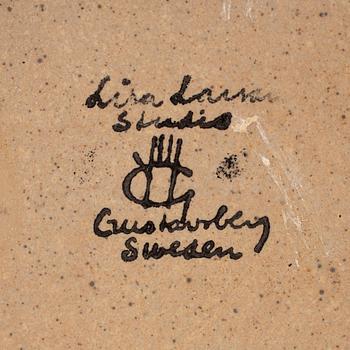 Lisa Larson
Studio
G
Gustavsberg
Sweden